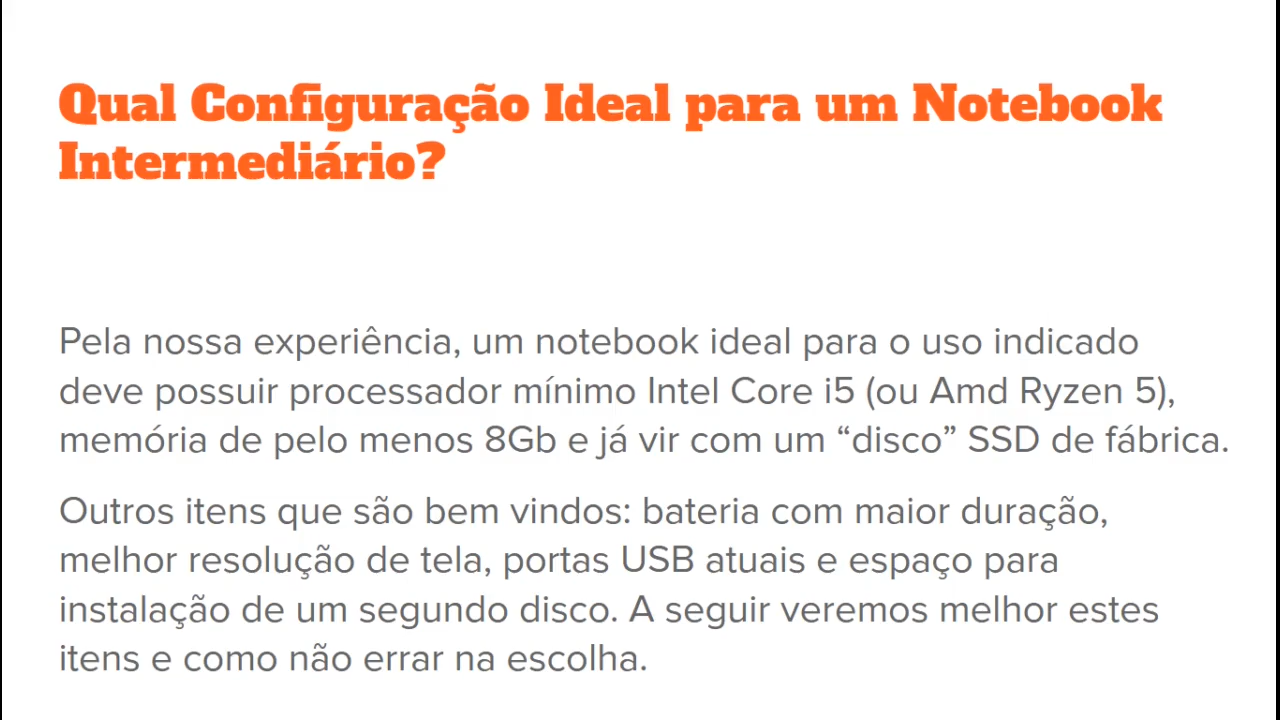 Qual Configuração Ideal para um Notebook
Intermediário?
Pela nossa experiência, um notebook ideal para o uso indicado
deve possuir processador mínimo Intel Core i5 (ou Amd Ryzen 5),
memória de pelo menos 8Gb e já vir com um “disco” SSD de fábrica.
Outros itens que são bem vindos: bateria com maior duração,
melhor resolução de tela, portas USB atuais e espaço para
instalação de um segundo disco. A seguir veremos melhor estes
itens e como não errar na escolha.